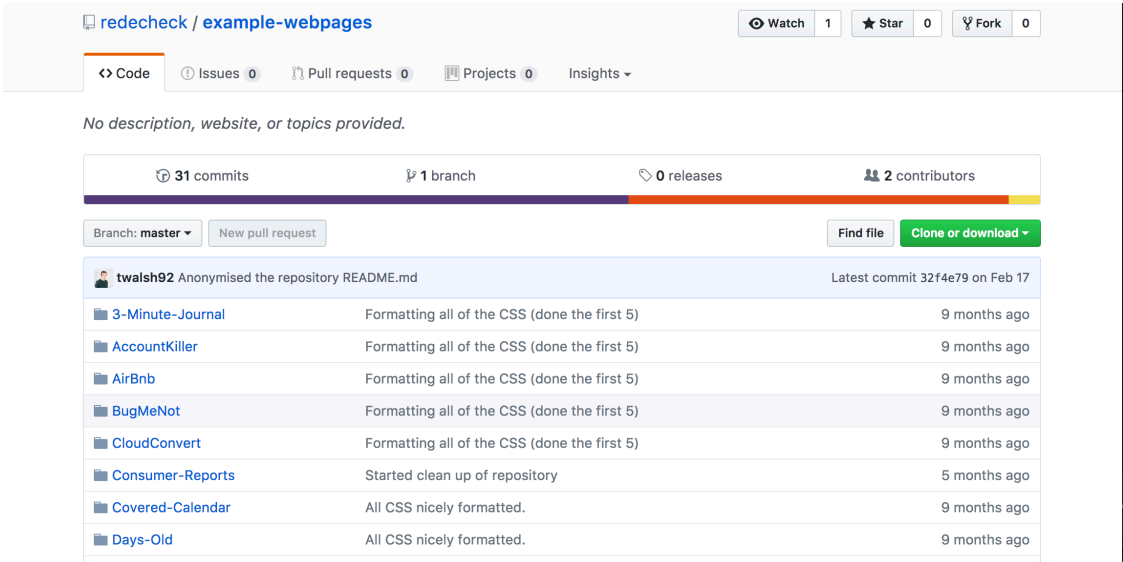 redecheck / example-webpages Watch 1 Star 0 Fork 0
Code Issues 0 Pull requests 0 Projects 0 Insights
No description, website, or topics provided.
31 commits 1 branch 0 releases 2 contributors
Branch: master New pull request Find file Clone or download
twalsh92 Anonymised the repository README.md Latest commit 32f4e79 on Feb 17
3-Minute-Journal Formatting all of the CSS (done the first 5) 9 months ago
AccountKiller Formatting all of the CSS (done the first 5) 9 months ago
AirBnb Formatting all of the CSS (done the first 5) 9 months ago
BugMeNot Formatting all of the CSS (done the first 5) 9 months ago
CloudConvert Formatting all of the CSS (done the first 5) 9 months ago
Consumer-Reports Started clean up of repository 5 months ago
Covered-Calendar All CSS nicely formatted. 9 months ago
Days-Old All CSS nicely formatted. 9 months ago